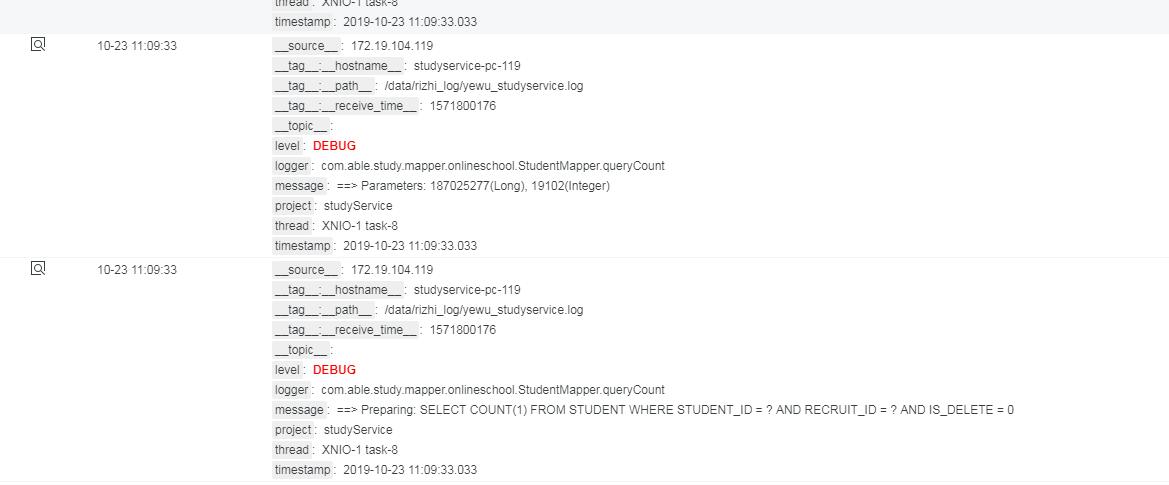 thread : XNIO-1 task-8
timestamp : 2019-10-23 11:09:33.033
10-23 11:09:33
__source__ : 172.19.104.119
__tag__:__hostname__ : studyservice-pc-119
__tag__:__path__ : /data/rizhi_log/yewu_studyservice.log
__tag__:__receive_time__ : 1571800176
__topic__ :
level : DEBUG
logger : com.able.study.mapper.onlineschool.StudentMapper.queryCount
message : ==> Parameters: 187025277(Long), 19102(Integer)
project : studyService
thread : XNIO-1 task-8
timestamp : 2019-10-23 11:09:33.033
10-23 11:09:33
__source__ : 172.19.104.119
__tag__:__hostname__ : studyservice-pc-119
__tag__:__path__ : /data/rizhi_log/yewu_studyservice.log
__tag__:__receive_time__ : 1571800176
__topic__ :
level : DEBUG
logger : com.able.study.mapper.onlineschool.StudentMapper.queryCount
message : ==> Preparing: SELECT COUNT(1) FROM STUDENT WHERE STUDENT_ID = ? AND RECRUIT_ID = ? AND IS_DELETE = 0
project : studyService
thread : XNIO-1 task-8
timestamp : 2019-10-23 11:09:33.033